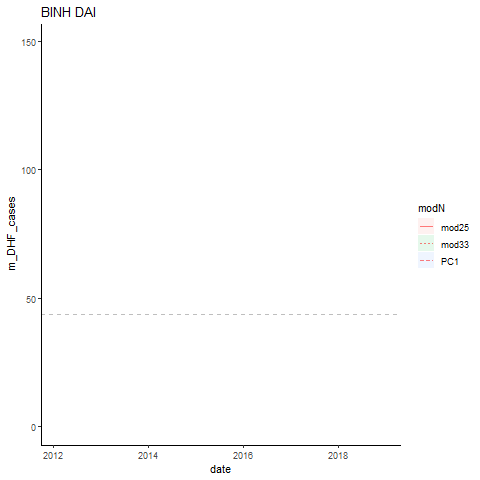 BINH DAI
150
100
50
0
m_DHF_cases
2012
2014
2016
2018
date
modN
mod25
mod33
PC1